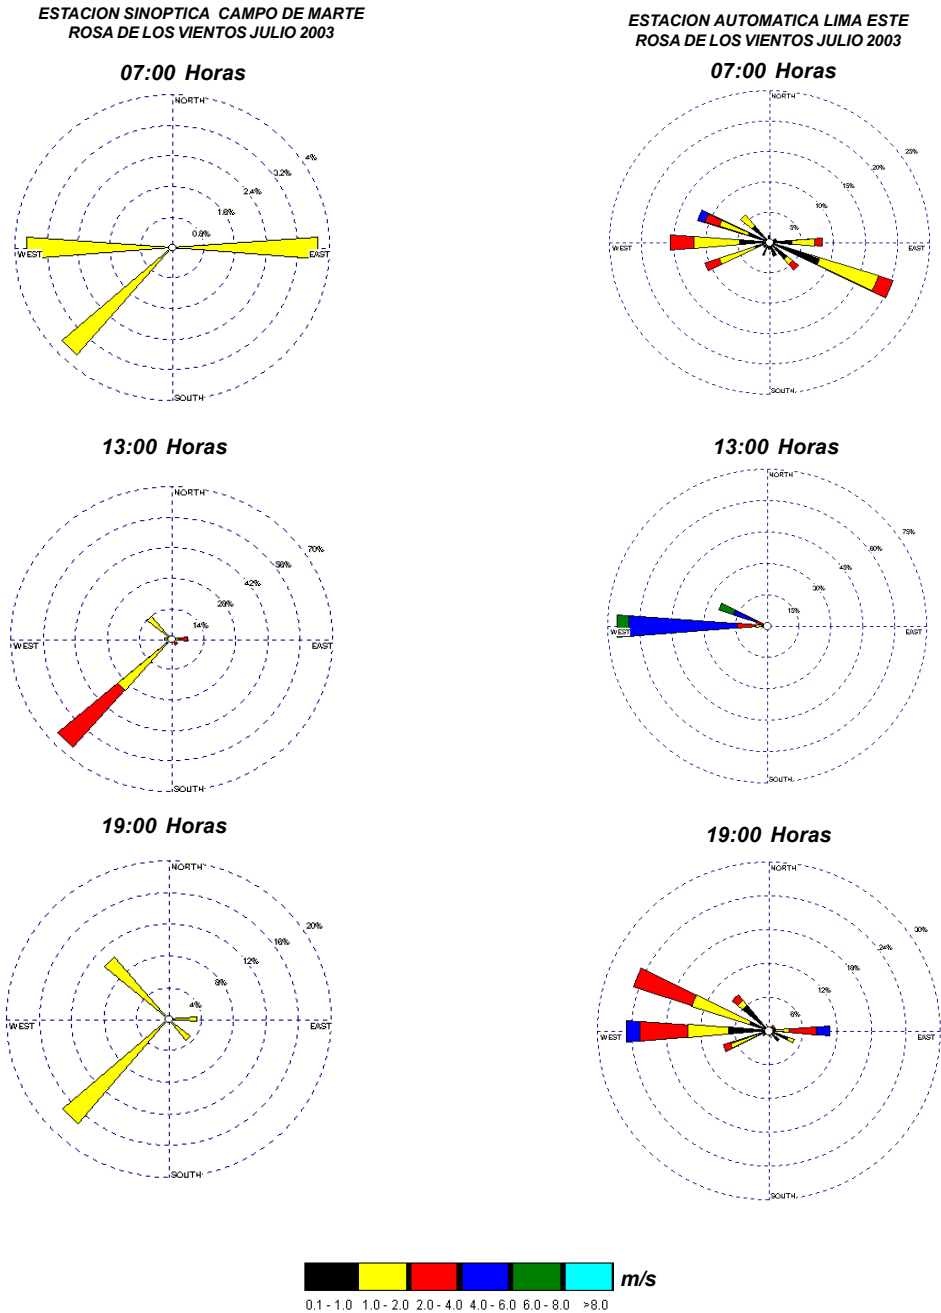 ESTACION SINOPTICA CAMPO DE MARTE
ROSA DE LOS VIENTOS JULIO 2003
07:00 Horas
NORTH
4%
3.2%
2.4%
1.6%
0.8%
WEST
EAST
SOUTH
13:00 Horas
NORTH
70%
56%
42%
28%
14%
WEST
EAST
SOUTH
19:00 Horas
NORTH
20%
16%
12%
8%
4%
WEST
EAST
SOUTH
ESTACION AUTOMATICA LIMA ESTE
ROSA DE LOS VIENTOS JULIO 2003
07:00 Horas
NORTH
25%
20%
15%
10%
5%
WEST
EAST
SOUTH
13:00 Horas
NORTH
75%
60%
45%
30%
15%
WEST
EAST
SOUTH
19:00 Horas
NORTH
30%
24%
18%
12%
6%
WEST
EAST
SOUTH
m/s
0.1 - 1.0 1.0 - 2.0 2.0 - 4.0 4.0 - 6.0 6.0 - 8.0 >8.0